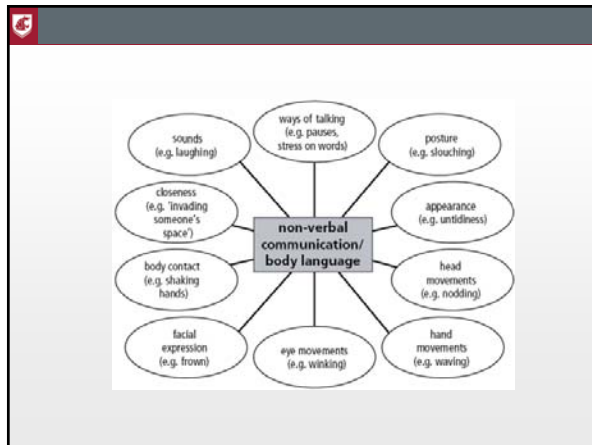 ways of talking
(e.g. pauses,
stress on words)
sounds
(e.g. laughing)
posture
(e.g. slouching)
closeness
(e.g. 'invading
someone's
space')
appearance
(e.g. untidiness)
non-verbal
communication/
body language
body contact
(e.g. shaking
hands)
head
movements
(e.g. nodding)
facial
expression
(e.g. frown)
eye movements
(e.g. winking)
hand
movements
(e.g. waving)